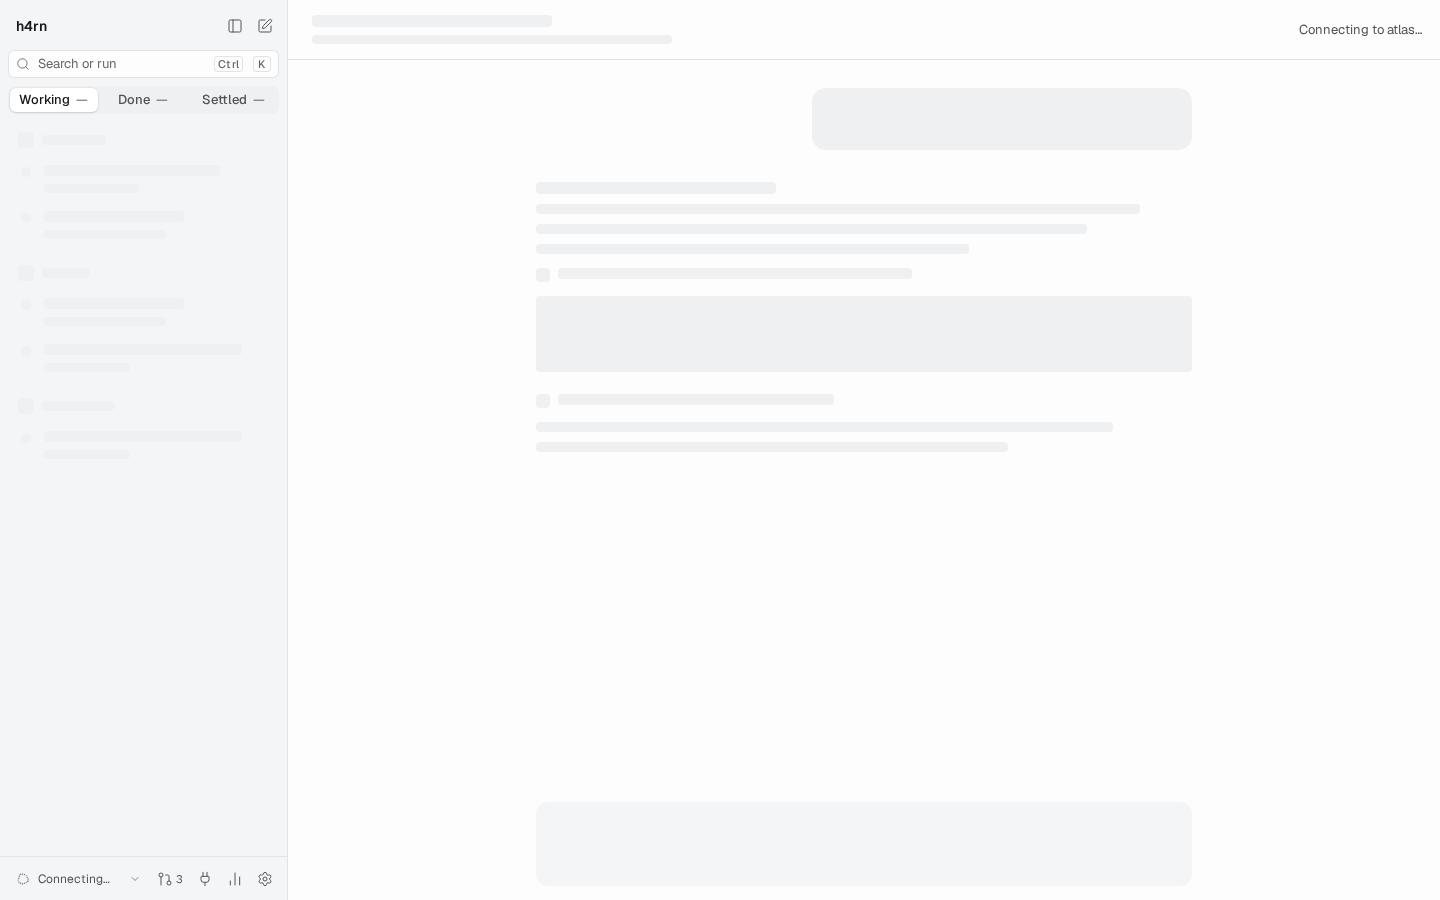 h4rn
Connecting to atlas...
Search or run Ctrl K
Working — Done — Settled —
Connecting... 3